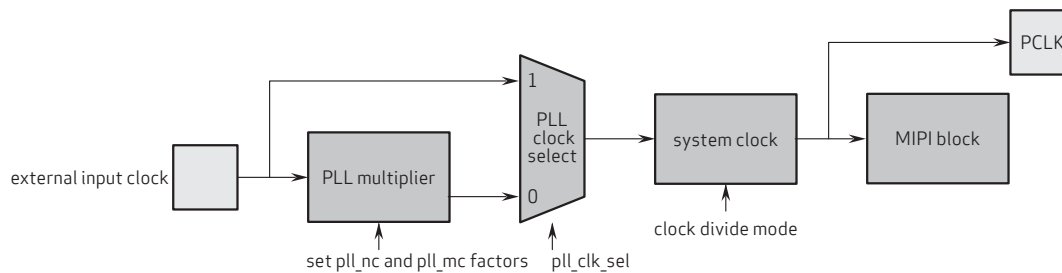 PCLK
1
PLL
clock
select
0
external input clock
PLL multiplier
system clock
MIPI block
set pll_nc and pll_mc factors
pll_clk_sel
clock divide mode